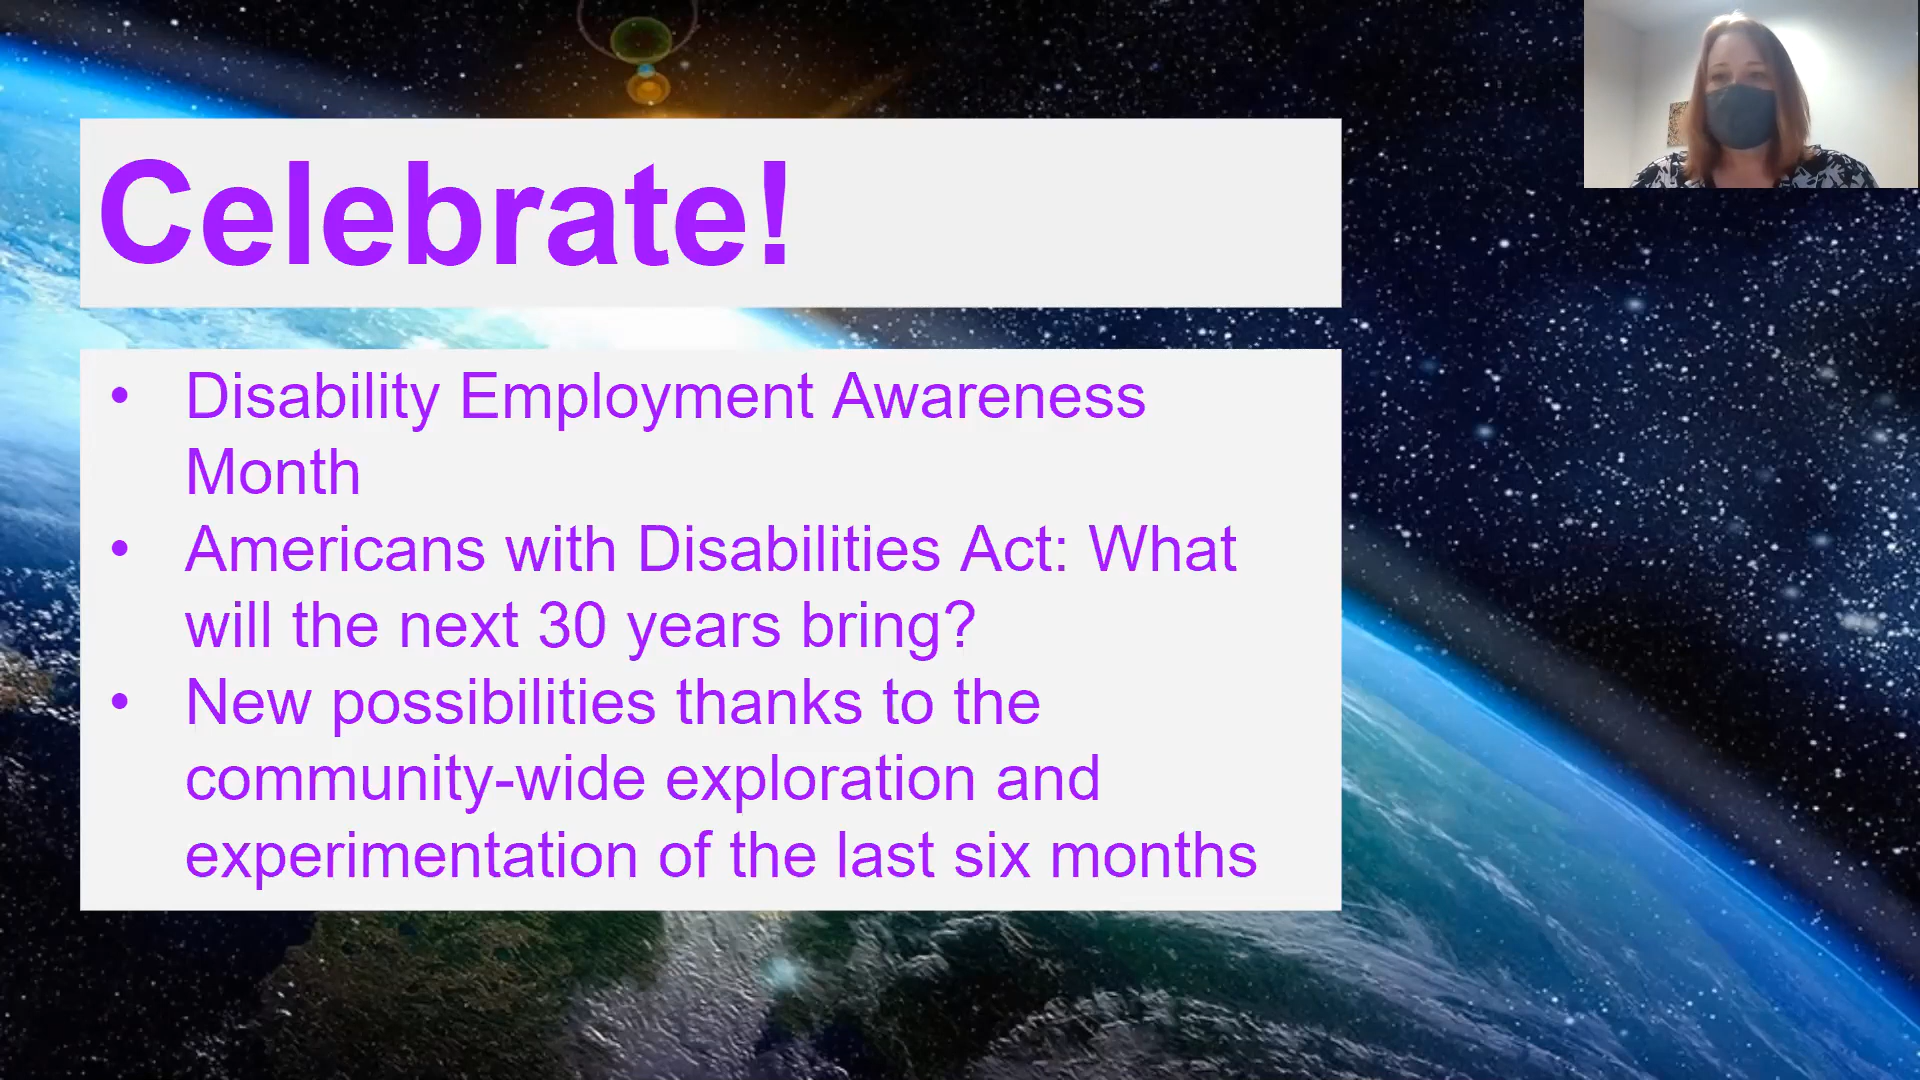 Celebrate!
• Disability Employment Awareness
Month
• Americans with Disabilities Act: What
will the next 30 years bring?
• New possibilities thanks to the
community-wide exploration and
experimentation of the last six months